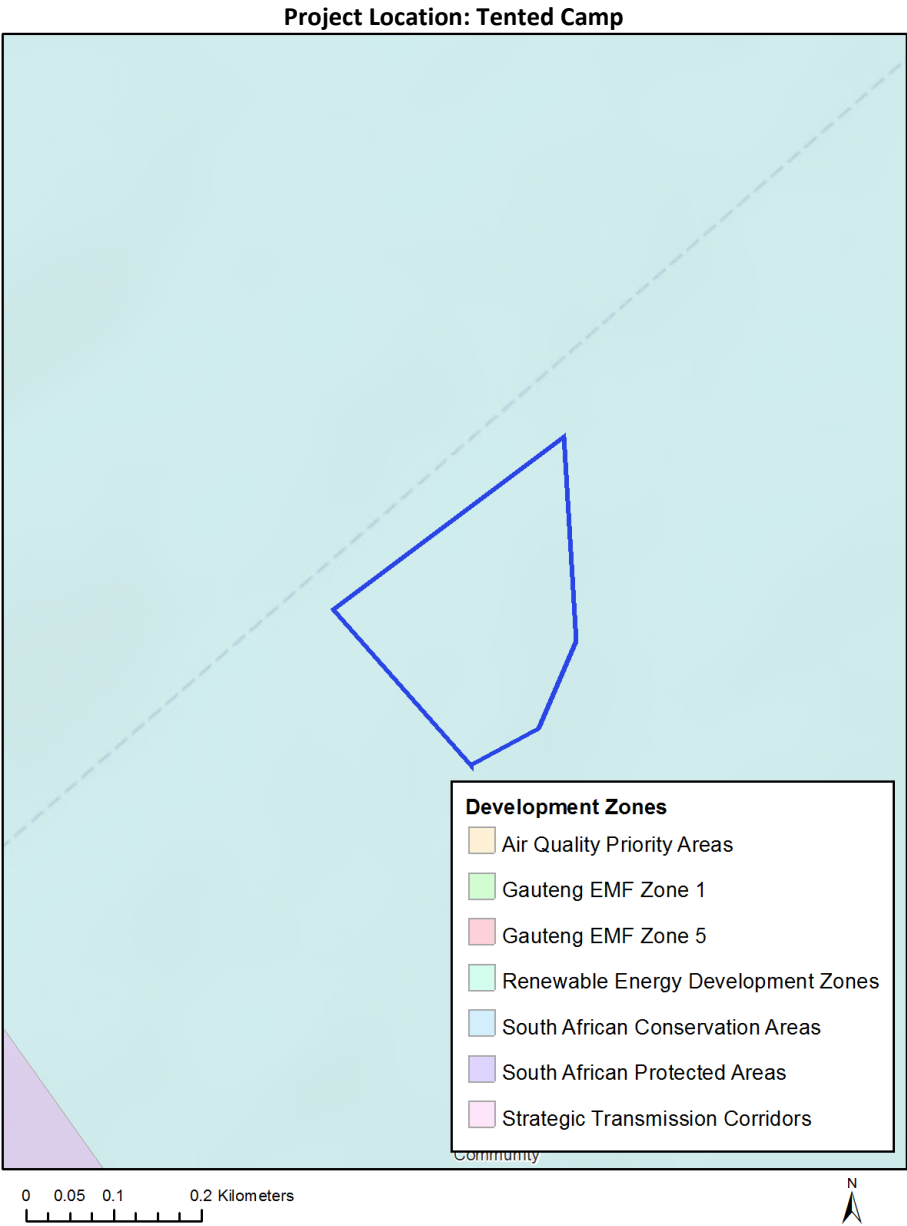 Project Location: Tented Camp
Development Zones
Air Quality Priority Areas
Gauteng EMF Zone 1
Gauteng EMF Zone 5
Renewable Energy Development Zones
South African Conservation Areas
South African Protected Areas
Strategic Transmission Corridors
Community
0 0.05 0.1 0.2 Kilometers
N